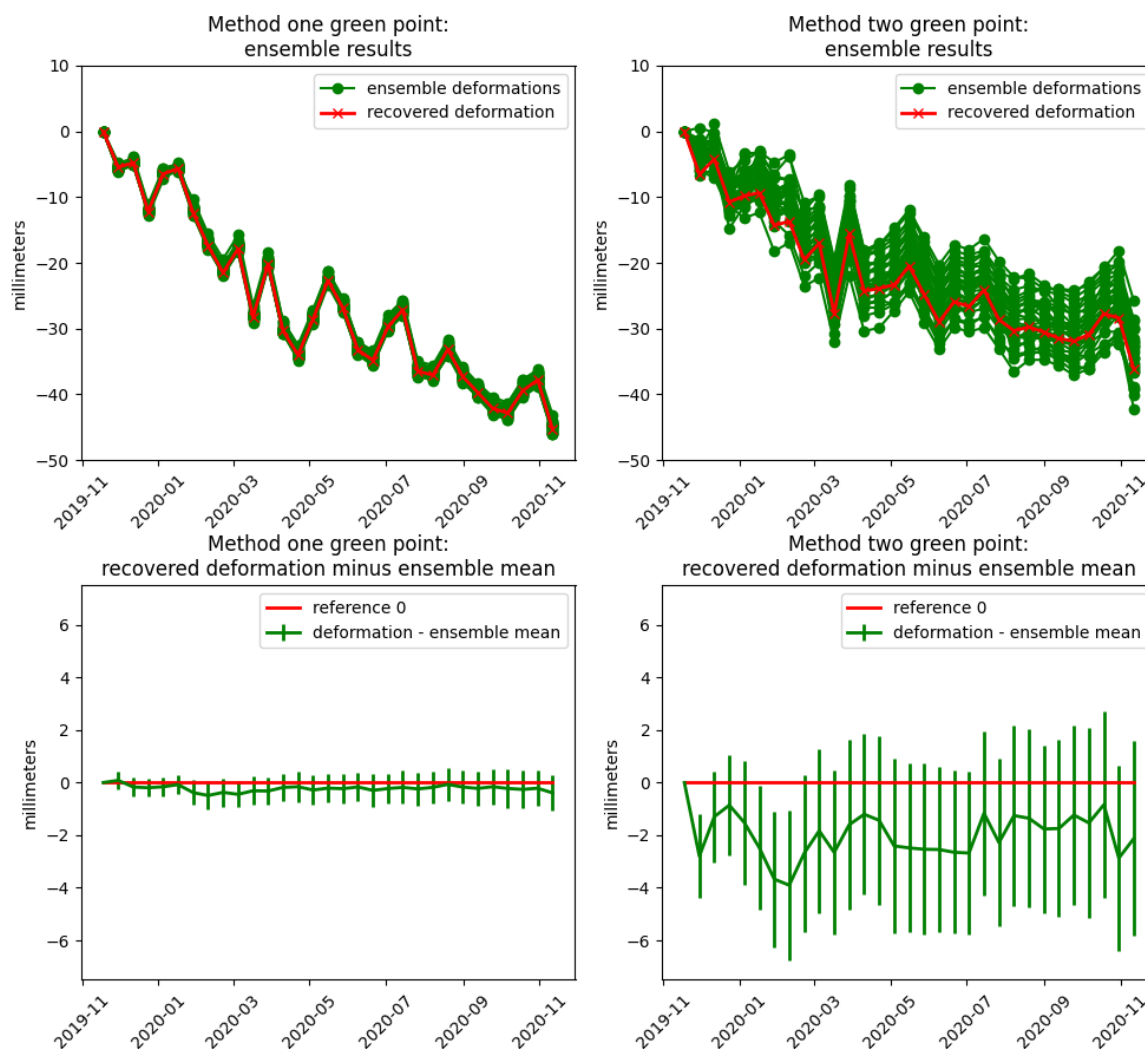 Method one green point:
ensemble results
10
0
−10
−20
−30
−40
−50
millimeters
ensemble deformations
recovered deformation
2019-11
2020-01
2020-03
2020-05
2020-07
2020-09
2020-11
Method two green point:
ensemble results
10
0
−10
−20
−30
−40
−50
millimeters
ensemble deformations
recovered deformation
2019-11
2020-01
2020-03
2020-05
2020-07
2020-09
2020-11
Method one green point:
recovered deformation minus ensemble mean
6
4
2
0
−2
−4
−6
millimeters
reference 0
deformation - ensemble mean
2019-11
2020-01
2020-03
2020-05
2020-07
2020-09
2020-11
Method two green point:
recovered deformation minus ensemble mean
6
4
2
0
−2
−4
−6
millimeters
reference 0
deformation - ensemble mean
2019-11
2020-01
2020-03
2020-05
2020-07
2020-09
2020-11